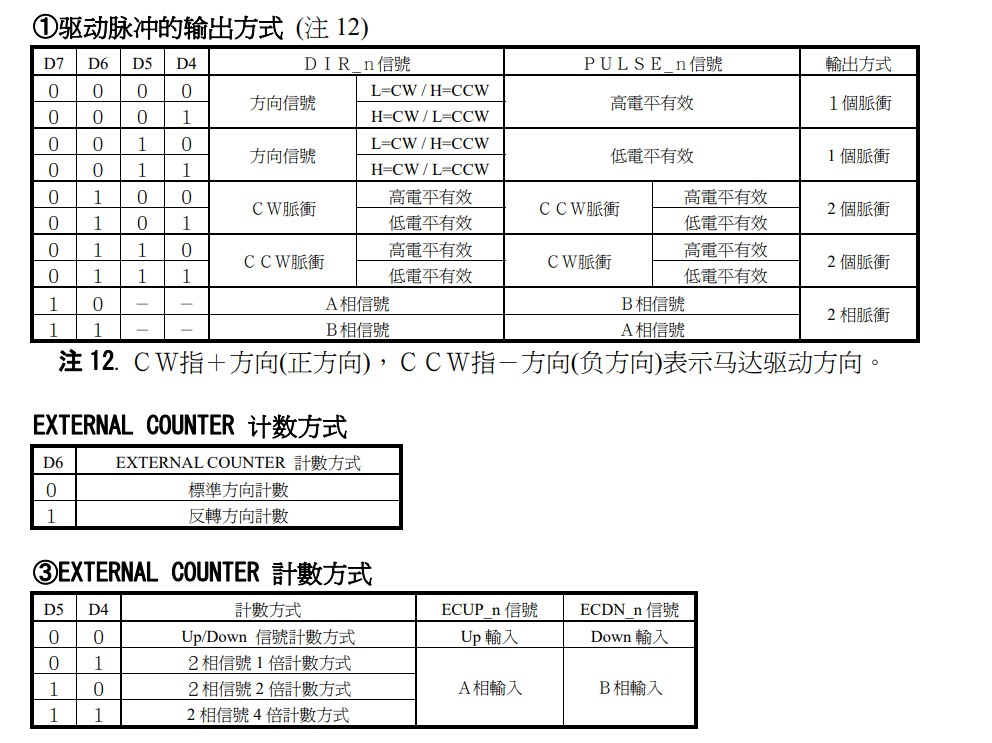 ①驱动脉冲的输出方式 (注 12)
D7 D6 D5 D4 ＤＩＲ_ｎ信號 ＰＵＬＳＥ_ｎ信號 輸出方式
０ ０ ０ ０ 方向信號 L=CW / H=CCW 高電平有效 １個脈衝
０ ０ ０ １ H=CW / L=CCW
０ ０ １ ０ 方向信號 L=CW / H=CCW 低電平有效 1 個脈衝
０ ０ １ １ H=CW / L=CCW
０ １ ０ ０ ＣＷ脈衝 高電平有效 ＣＣＷ脈衝 高電平有效 2 個脈衝
０ １ ０ １ 低電平有效 低電平有效
０ １ １ ０ ＣＣＷ脈衝 高電平有效 ＣＷ脈衝 高電平有效 2 個脈衝
０ １ １ １ 低電平有效 低電平有效
１ ０ － － Ａ相信號 Ｂ相信號 2 相脈衝
１ １ － － Ｂ相信號 Ａ相信號
注 12. ＣＷ指＋方向(正方向)，ＣＣＷ指－方向(负方向)表示马达驱动方向。
EXTERNAL COUNTER 计数方式
D6 EXTERNAL COUNTER 計數方式
０ 標準方向計數
１ 反轉方向計數
③EXTERNAL COUNTER 計數方式
D5 D4 計數方式 ECUP_n 信號 ECDN_n 信號
０ ０ Up/Down 信號計數方式 Up 輸入 Down 輸入
０ １ ２相信號 1 倍計數方式 Ａ相輸入 Ｂ相輸入
１ ０ ２相信號 2 倍計數方式
１ １ 2 相信號 4 倍計數方式